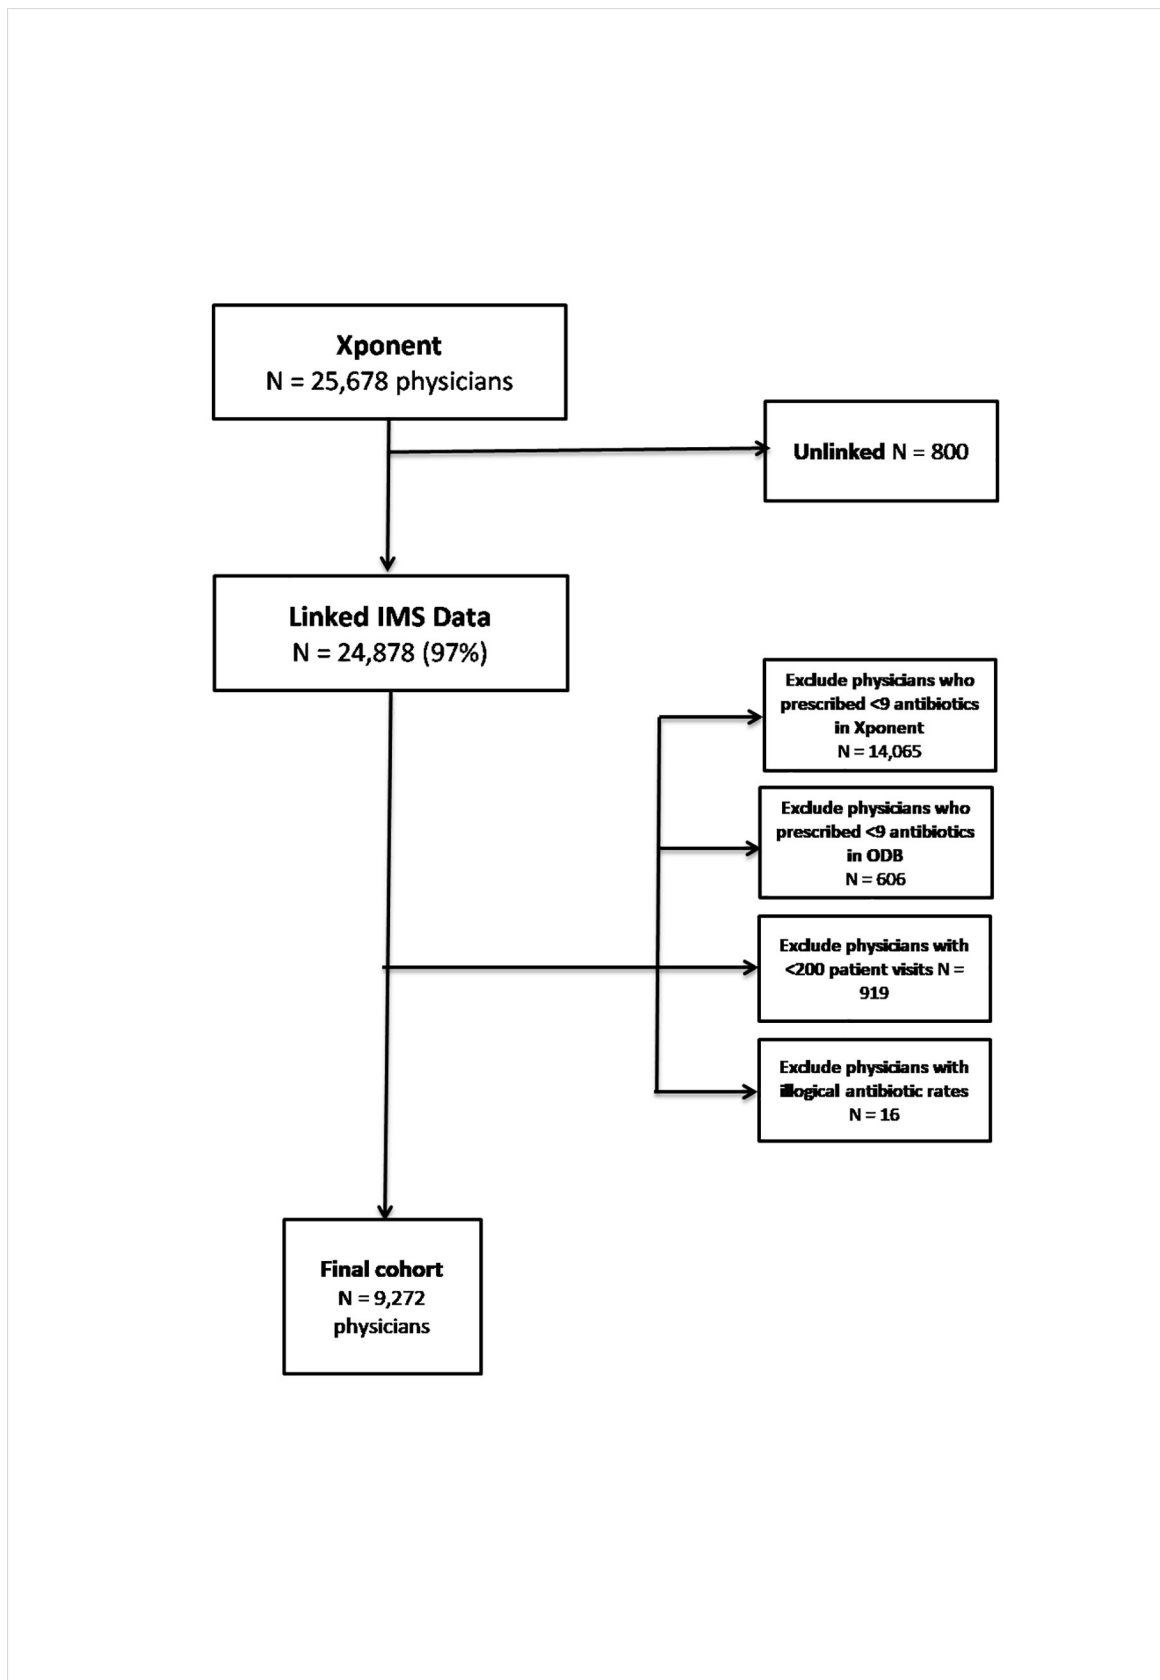 Xponent
N = 25,678 physicians
Unlinked N = 800
Linked IMS Data
N = 24,878 (97%)
Exclude physicians who
prescribed <9 antibiotics
in Xponent
N = 14,065
Exclude physicians who
prescribed <9 antibiotics
in ODB
N = 606
Exclude physicians with
<200 patient visits N =
919
Exclude physicians with
illogical antibiotic rates
N = 16
Final cohort
N = 9,272
physicians